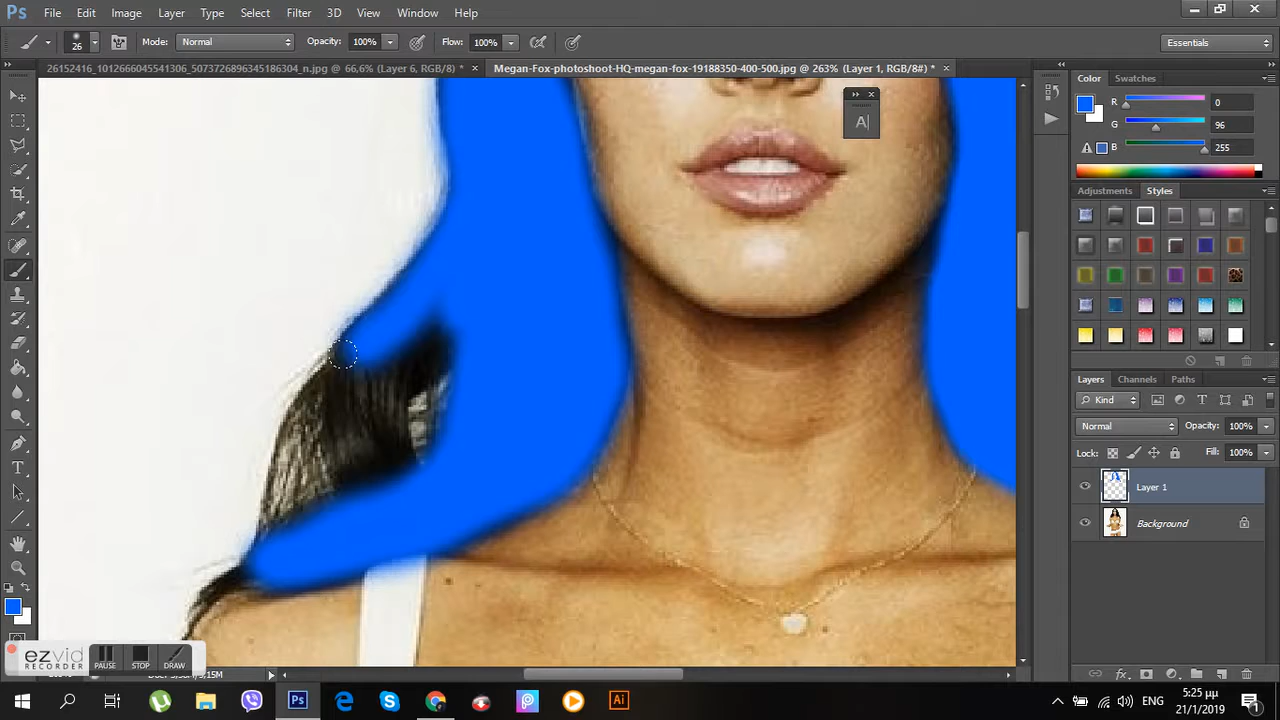 Ps File Edit Image Layer Type Select Filter 3D View Window Help
26 Mode: Normal Opacity: 100% Flow: 100% Essentials
26152416_1012666045541306_5073726896345186304_n.jpg @ 66,6% (Layer 6, RGB/8) * × Megan-Fox-photoshoot-HQ-megan-fox-19188350-400-500.jpg @ 263% (Layer 1, RGB/8#) * ×
A|
Color Swatches
R 0
G 96
B 255
Adjustments Styles
Layers Channels Paths
Kind
Normal Opacity: 100%
Lock: Fill: 100%
Layer 1
Background
ezvid
RECORDER
PAUSE STOP DRAW
Ps Ai ΕΝG 5:25 μμ
21/1/2019